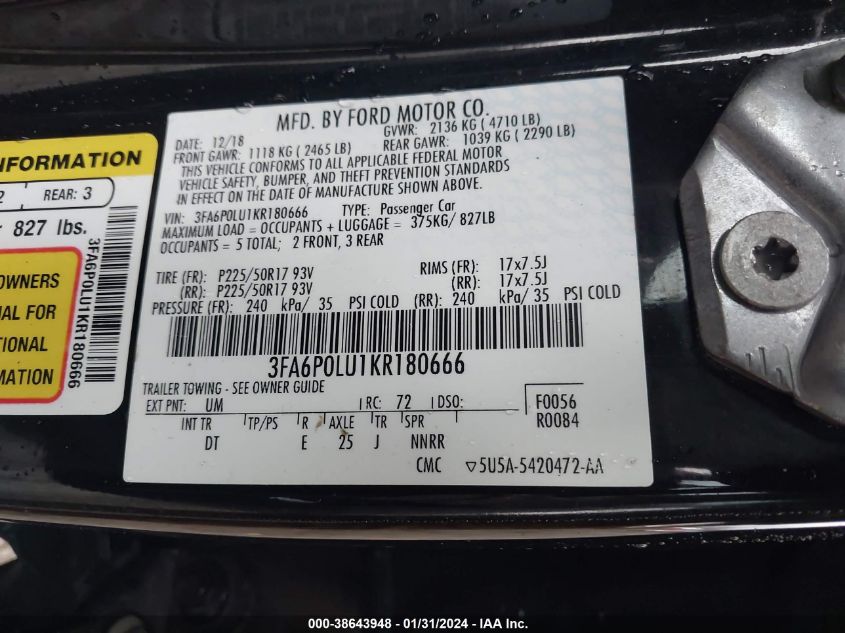 MFD. BY FORD MOTOR CO.
DATE: 12/18 GVWR: 2136 KG ( 4710 LB)
FRONT GAWR: 1118 KG ( 2465 LB) REAR GAWR: 1039 KG ( 2290 LB)
THIS VEHICLE CONFORMS TO ALL APPLICABLE FEDERAL MOTOR
VEHICLE SAFETY, BUMPER, AND THEFT PREVENTION STANDARDS
IN EFFECT ON THE DATE OF MANUFACTURE SHOWN ABOVE.
VIN: 3FA6P0LU1KR180666 TYPE: Passenger Car
MAXIMUM LOAD = OCCUPANTS + LUGGAGE = 375KG/ 827LB
OCCUPANTS = 5 TOTAL; 2 FRONT, 3 REAR
TIRE (FR): P225/50R17 93V RIMS (FR): 17x7.5J
(RR): P225/50R17 93V (RR): 17x7.5J
PRESSURE (FR): 240 kPa/ 35 PSI COLD (RR): 240 kPa/ 35 PSI COLD
3FA6P0LU1KR180666
TRAILER TOWING - SEE OWNER GUIDE
EXT PNT: UM RC: 72 DSO: F0056
INT TR TP/PS R AXLE TR SPR R0084
DT E 25 J NNRR
CMC ▽5U5A-5420472-AA
INFORMATION
2 REAR: 3
827 lbs.
OWNERS
FOR
MATION
3FA6P0LU1KR180666
000-38643948 - 01/31/2024 - IAA Inc.